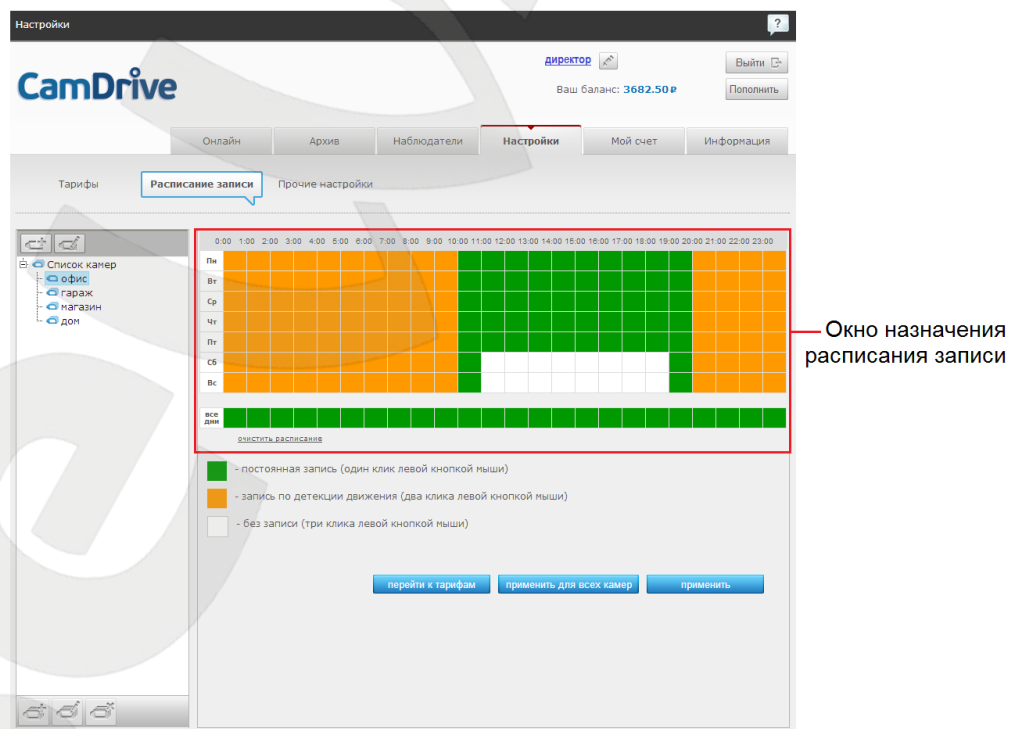 Настройки
?
CamDrive
директор
Выйти
Ваш баланс: 3682.50 ₽
Пополнить
Онлайн Архив Наблюдатели Настройки Мой счет Информация
Тарифы Расписание записи Прочие настройки
0:00 1:00 2:00 3:00 4:00 5:00 6:00 7:00 8:00 9:00 10:00 11:00 12:00 13:00 14:00 15:00 16:00 17:00 18:00 19:00 20:00 21:00 22:00 23:00
Список камер
офис
гараж
магазин
дом
Пн
Вт
Ср
Чт
Пт
Сб
Вс
все
дни
очистить расписание
Окно назначения
расписания записи
- постоянная запись (один клик левой кнопкой мыши)
- запись по детекции движения (два клика левой кнопкой мыши)
- без записи (три клика левой кнопкой мыши)
перейти к тарифам применить для всех камер применить